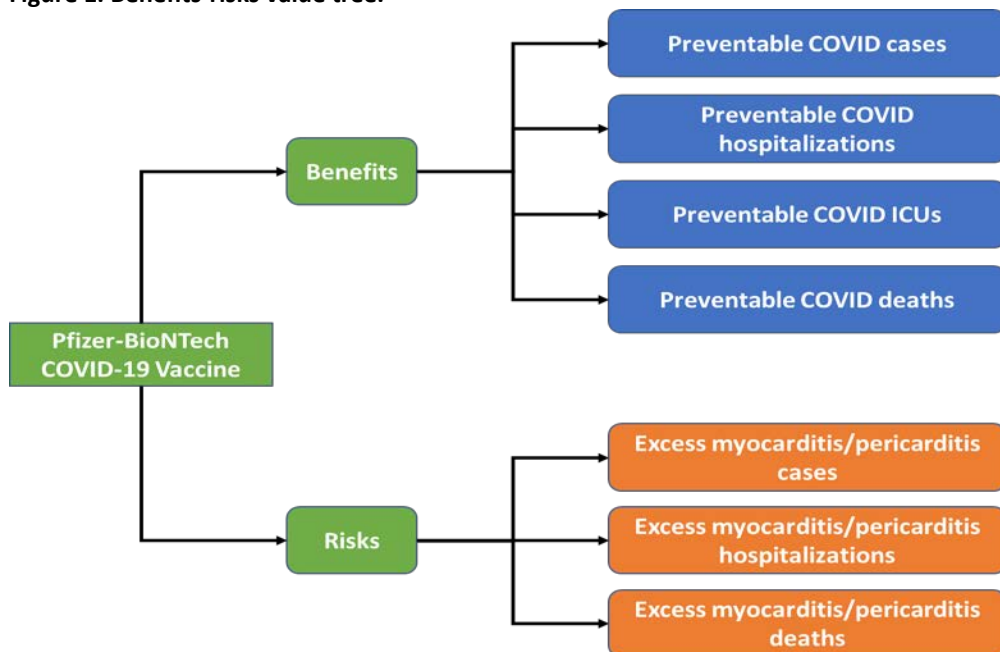 Figure 1. Benefits-risks value tree.
Preventable COVID cases
Preventable COVID
hospitalizations
Benefits
Preventable COVID ICUs
Preventable COVID deaths
Pfizer-BioNTech
COVID-19 Vaccine
Excess myocarditis/pericarditis
cases
Risks
Excess myocarditis/pericarditis
hospitalizations
Excess myocarditis/pericarditis
deaths